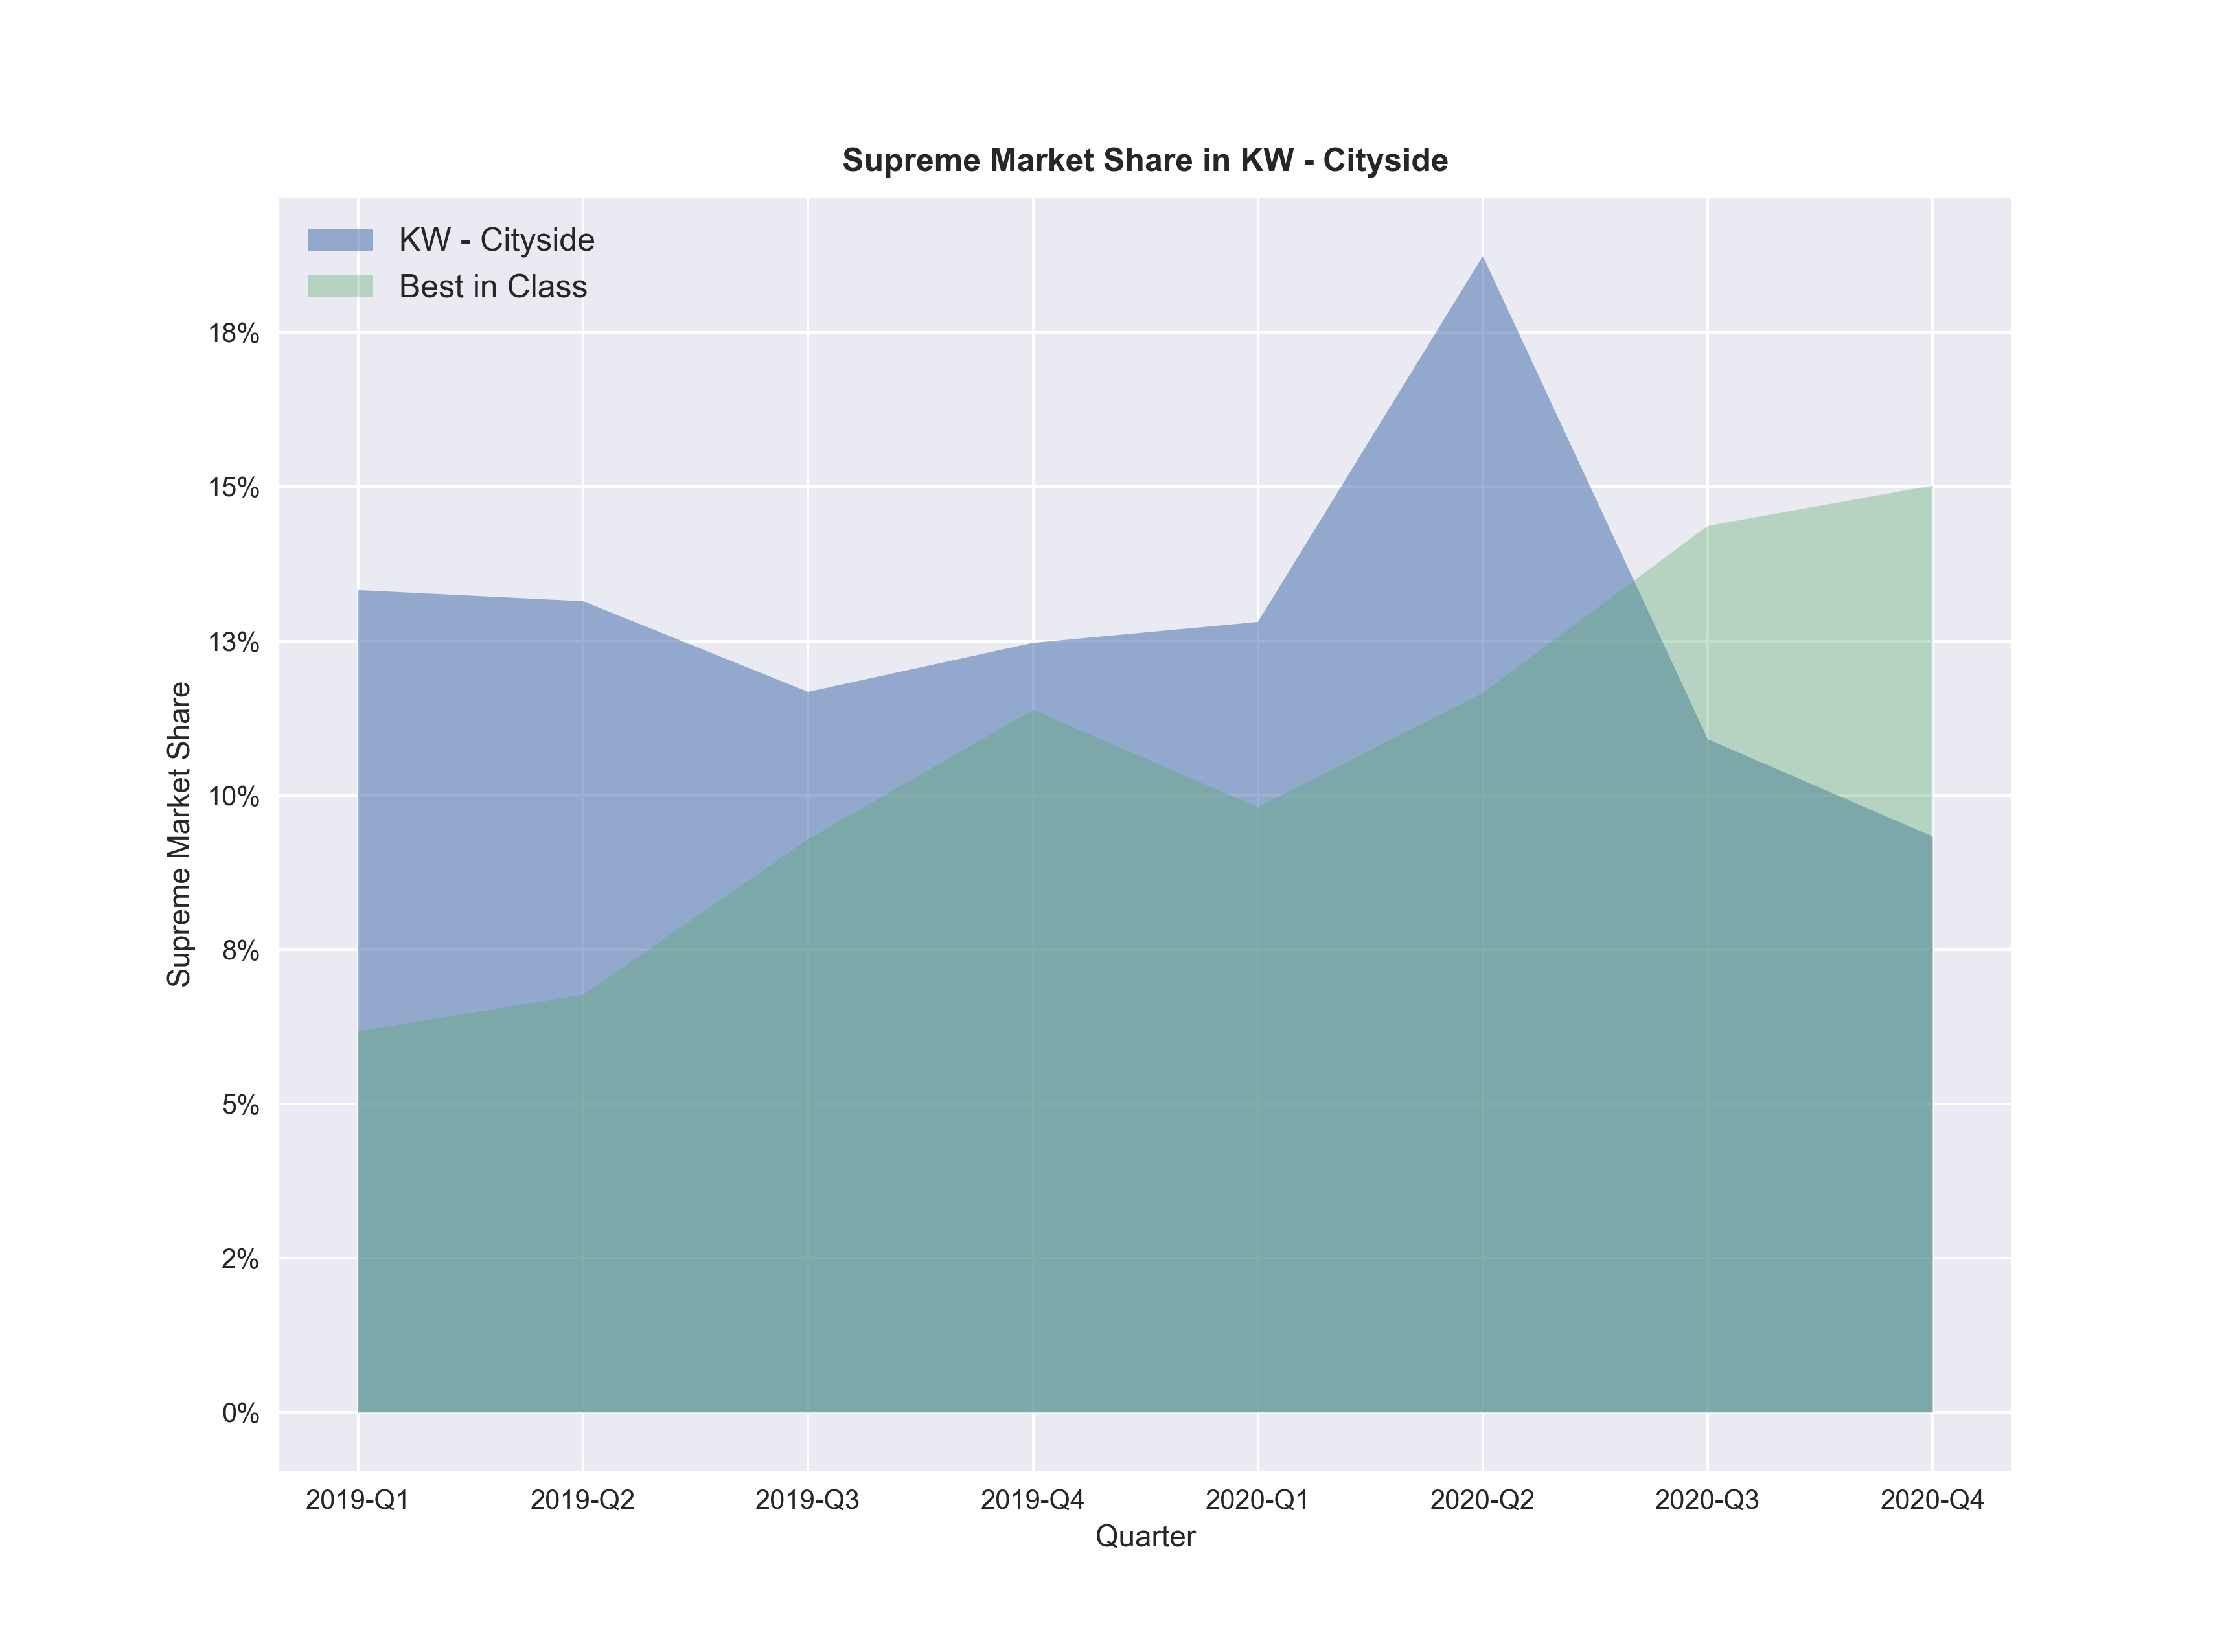 Supreme Market Share in KW - Cityside
KW - Cityside
Best in Class
18%
15%
13%
10%
8%
5%
2%
0%
Supreme Market Share
2019-Q1 2019-Q2 2019-Q3 2019-Q4 2020-Q1 2020-Q2 2020-Q3 2020-Q4
Quarter